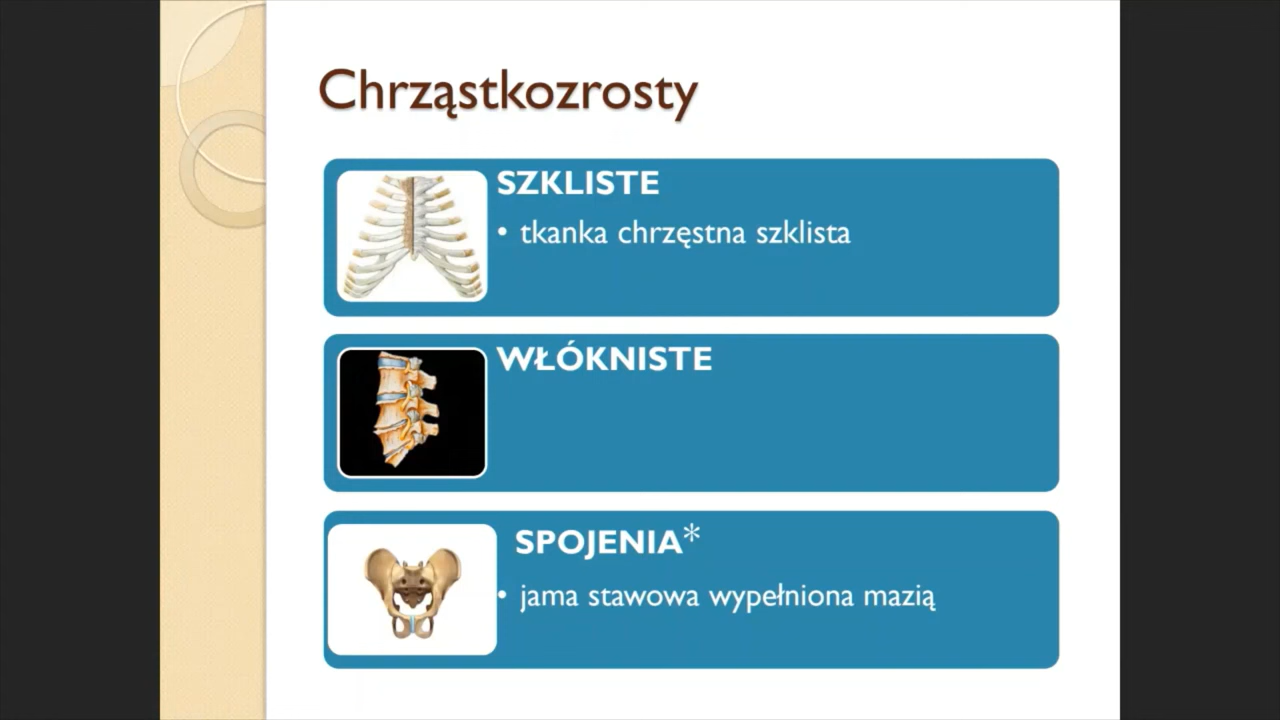 Chrząstkozrosty
SZKLISTE
• tkanka chrzęstna szklista
WŁÓKNISTE
SPOJENIA*
• jama stawowa wypełniona mazią